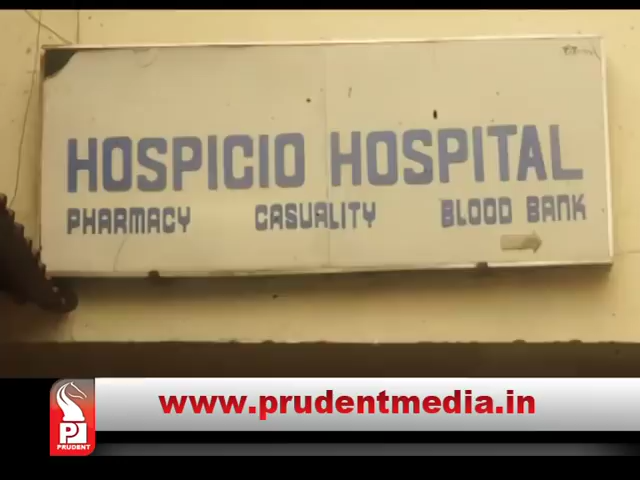 HOSPICIO HOSPITAL
PHARMACY CASUALITY BLOOD BANK
www.prudentmedia.in
P
PRUDENT